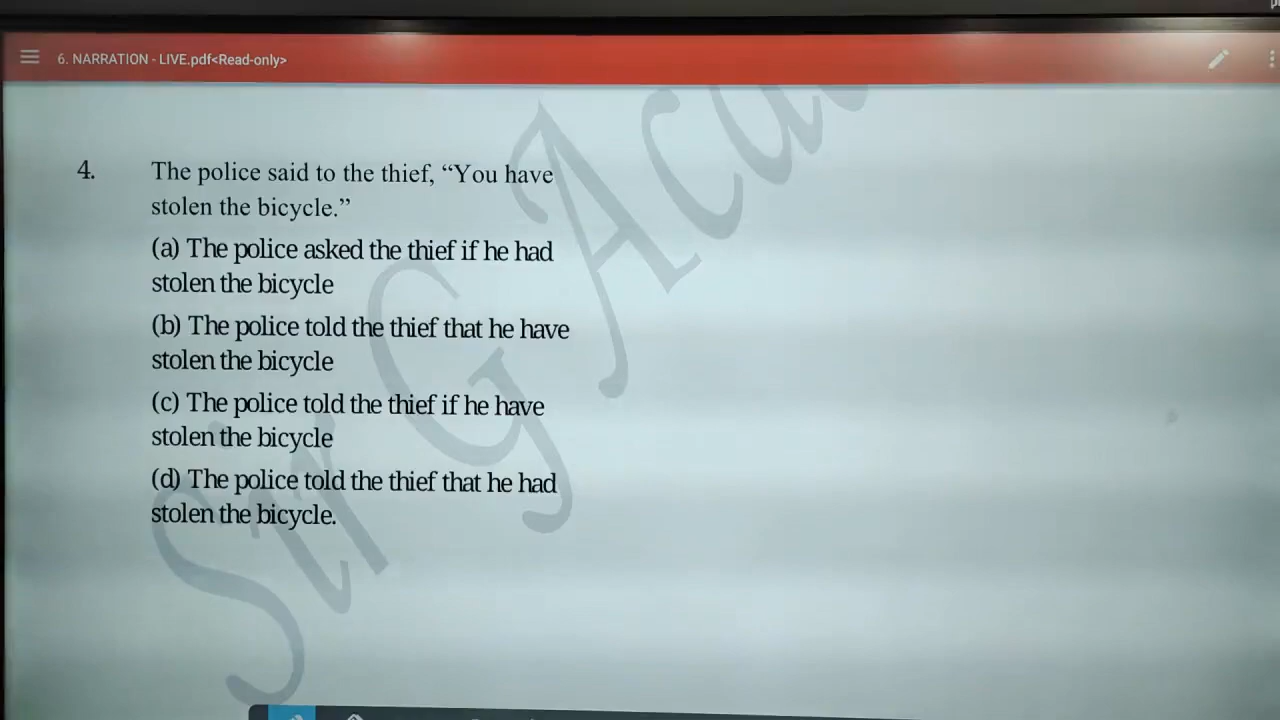 6. NARRATION - LIVE.pdf<Read-only>
4. The police said to the thief, “You have
stolen the bicycle.”
(a) The police asked the thief if he had
stolen the bicycle
(b) The police told the thief that he have
stolen the bicycle
(c) The police told the thief if he have
stolen the bicycle
(d) The police told the thief that he had
stolen the bicycle.
Sir G